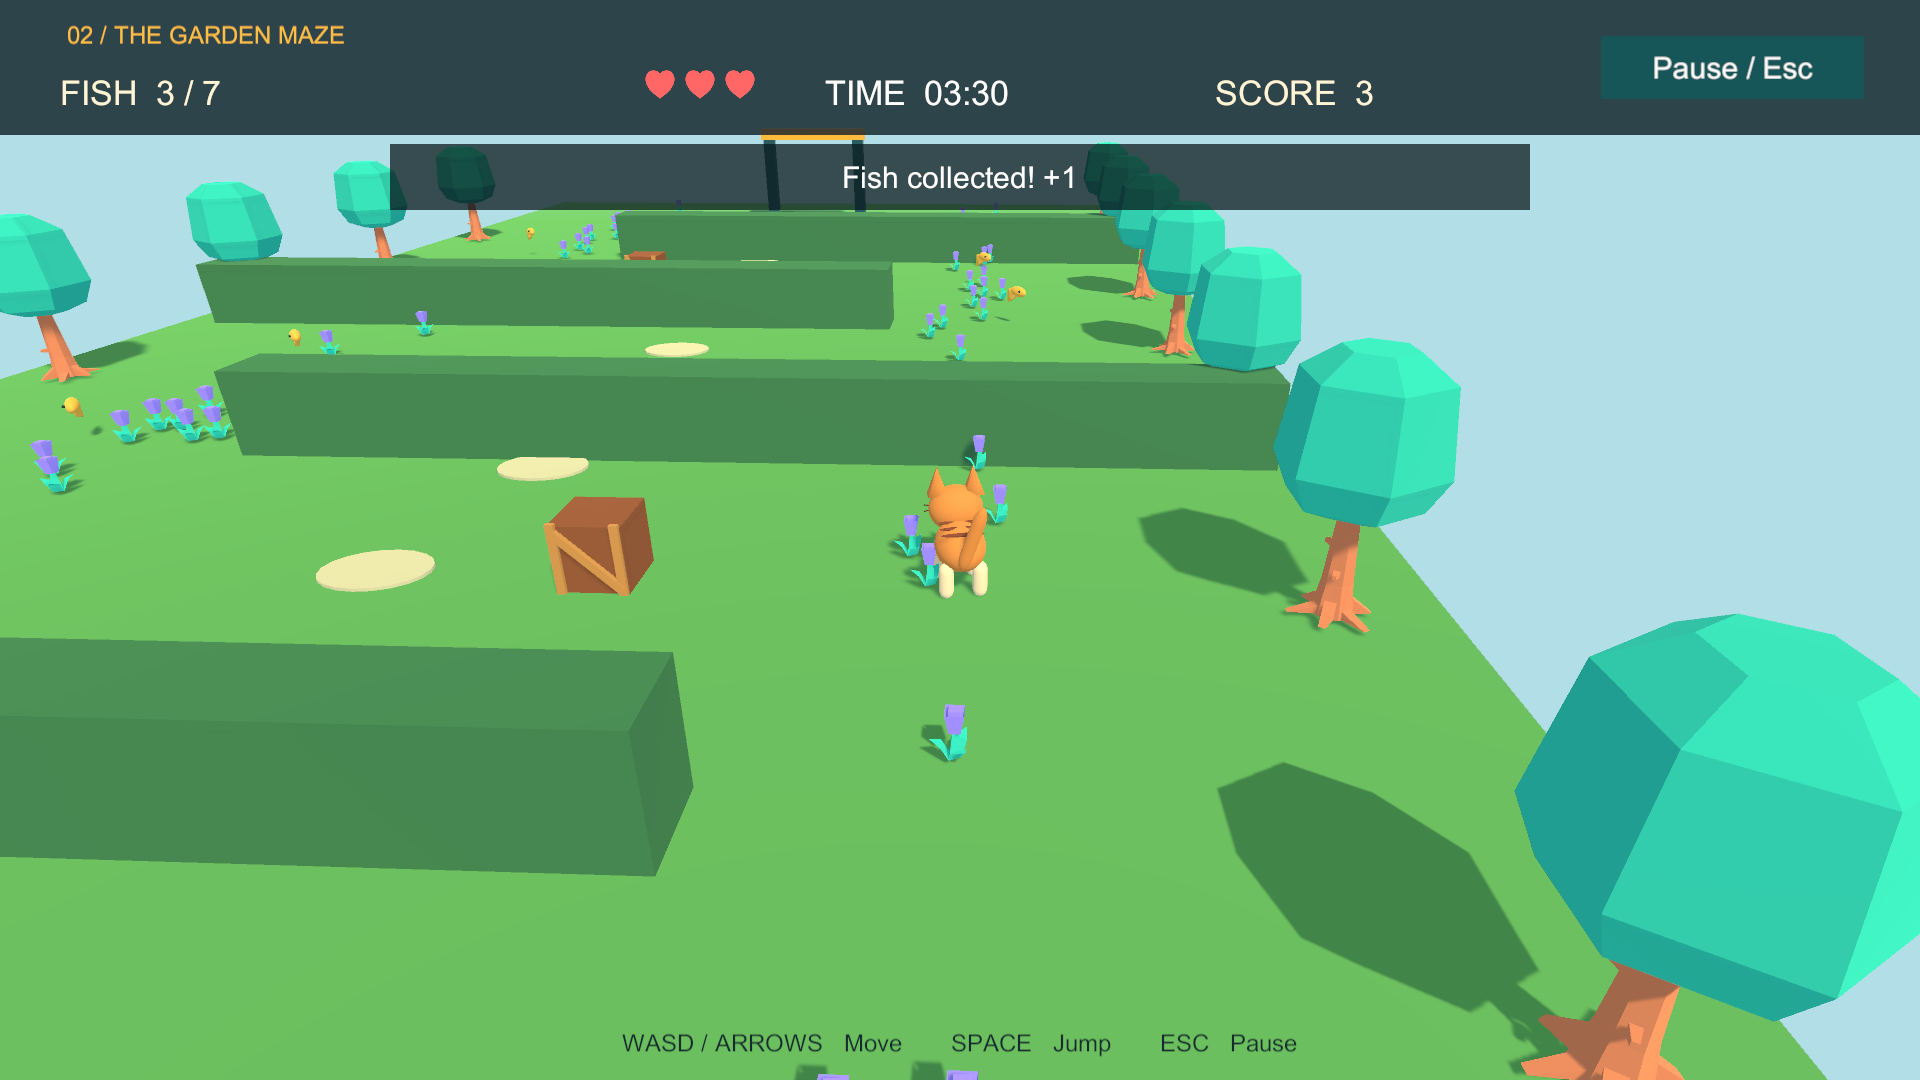 02 / THE GARDEN MAZE
FISH 3 / 7
TIME 03:30
SCORE 3
Pause / Esc
Fish collected! +1
WASD / ARROWS Move SPACE Jump ESC Pause